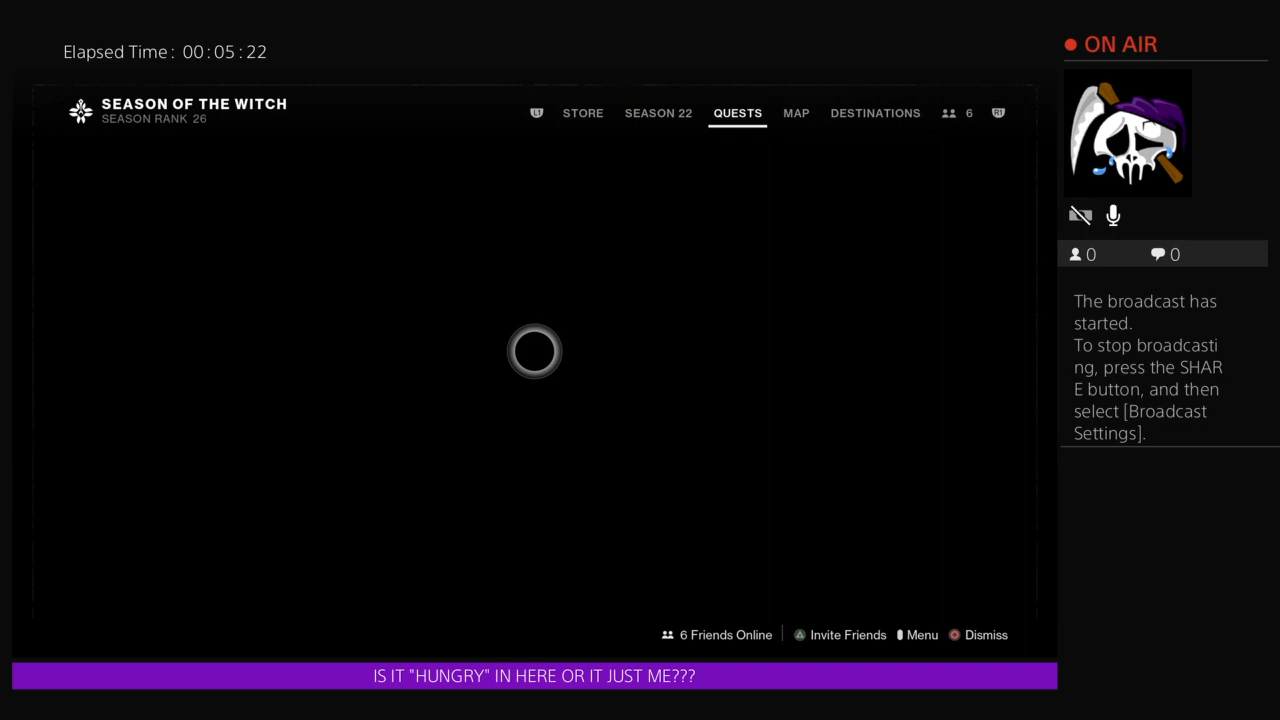 Elapsed Time: 00:05:22
ON AIR
SEASON OF THE WITCH
SEASON RANK 26
L1 STORE SEASON 22 QUESTS MAP DESTINATIONS 6 R1
0 0
The broadcast has
started.
To stop broadcasti
ng, press the SHAR
E button, and then
select [Broadcast
Settings].
6 Friends Online Invite Friends Menu Dismiss
IS IT "HUNGRY" IN HERE OR IT JUST ME???